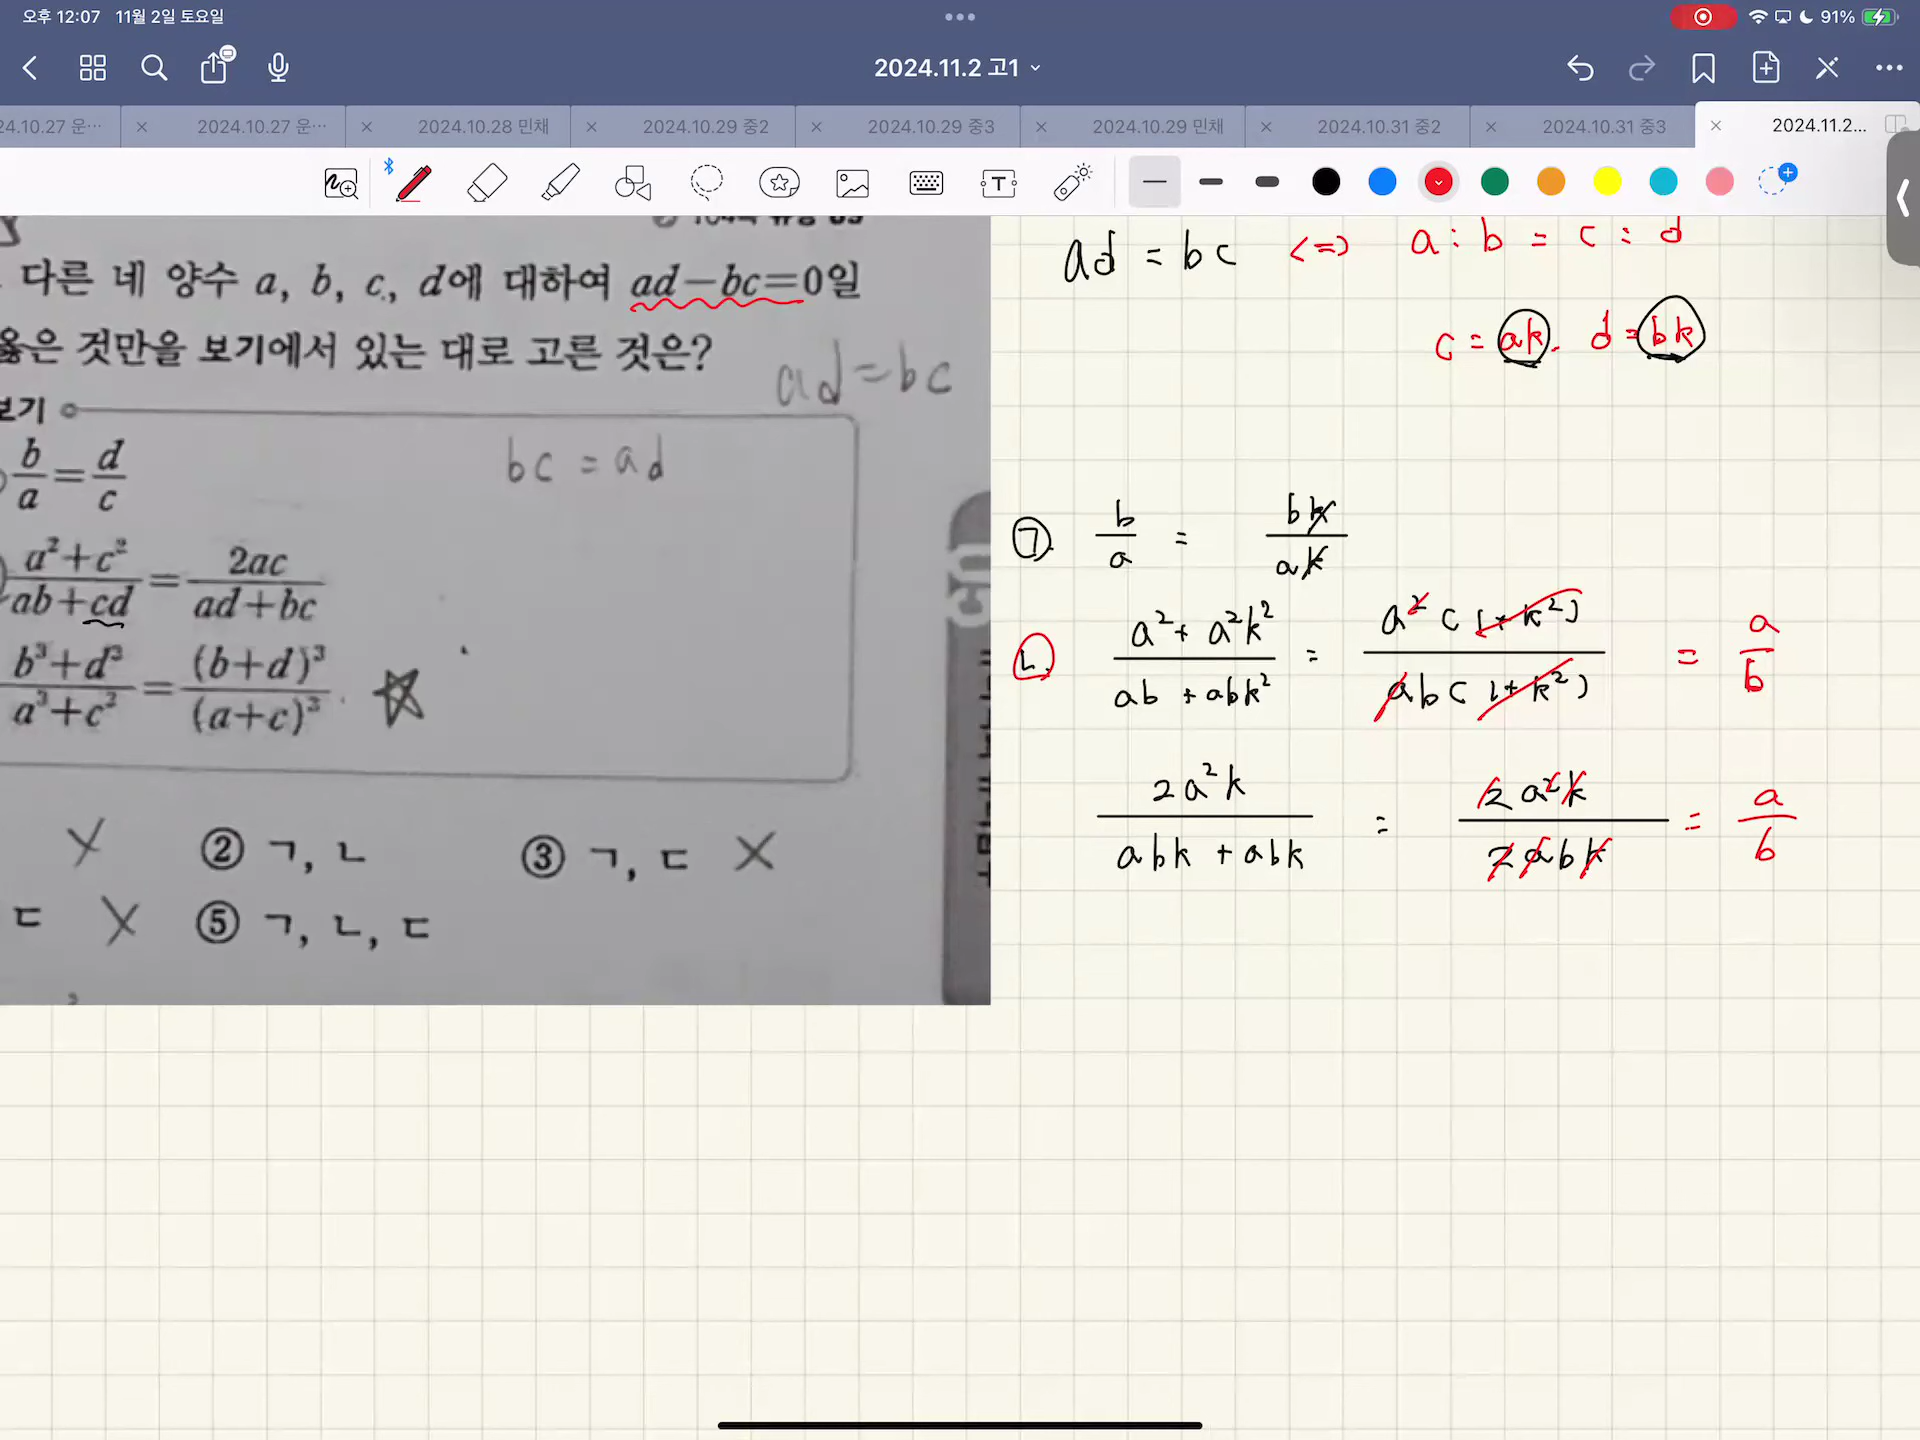 오후 12:07 11월 2일 토요일
91%
2024.11.2 고1
24.10.27 운…
2024.10.27 운…
2024.10.28 민채
2024.10.29 중2
2024.10.29 중3
2024.10.29 민채
2024.10.31 중2
2024.10.31 중3
2024.11.2...
다른 네 양수 a, b, c, d에 대하여 ad-bc=0일
옳은 것만을 보기에서 있는 대로 고른 것은?
ad=bc
보기
bc = ad
b/a = d/c
a²+c²/ab+cd = 2ac/ad+bc
b³+d³/a³+c³ = (b+d)³/(a+c)³
X ② ㄱ, ㄴ ③ ㄱ, ㄷ X
ㄷ X ⑤ ㄱ, ㄴ, ㄷ
ad = bc <=> a : b = c : d
c = ak. d = bk
ㄱ. b/a = bk/ak
ㄴ. a²+a²k²/ab+abk² = a²(1+k²)/ab(1+k²) = a/b
2a²k/abk+abk = 2a²k/2abk = a/b